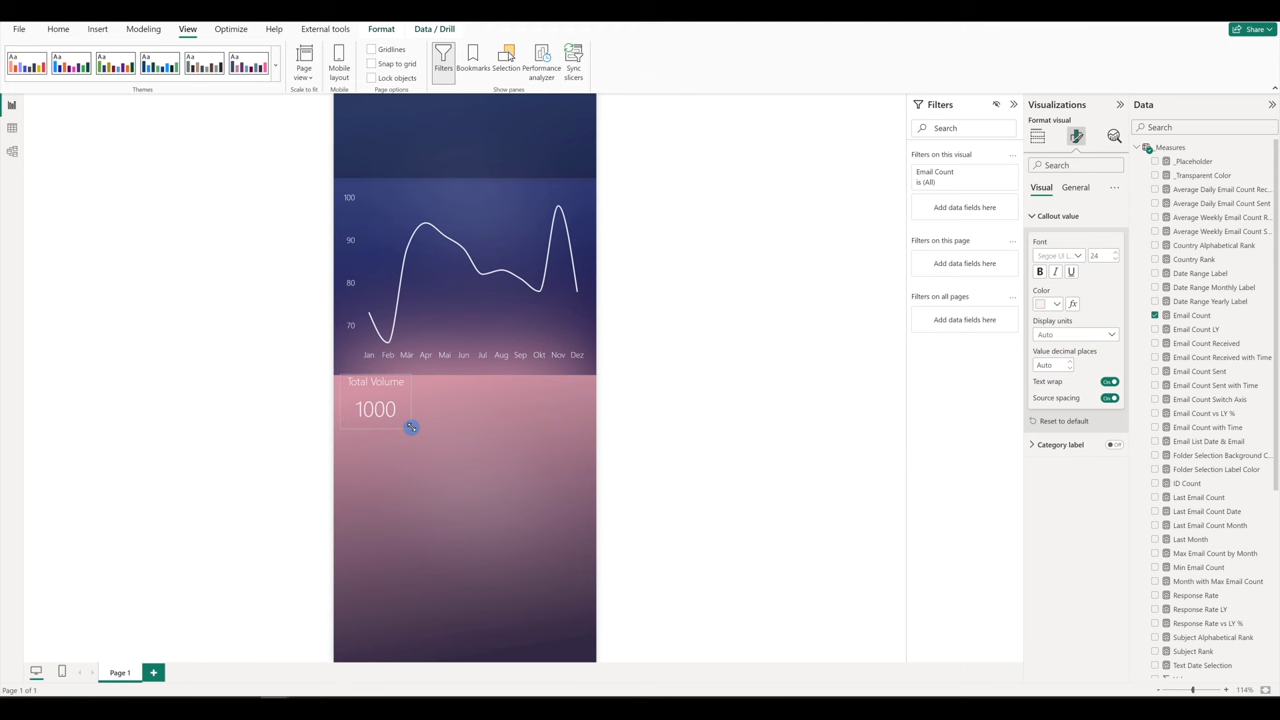 File Home Insert Modeling View Optimize Help External tools Format Data / Drill Share
Aa Aa Aa Aa Aa Aa
Page view
Mobile layout
Gridlines
Snap to grid
Lock objects
Filters Bookmarks Selection Performance analyzer Sync slicers
Themes Scale to fit Mobile Page options Show panes
100
90
80
70
Jan Feb Mär Apr Mai Jun Jul Aug Sep Okt Nov Dez
Total Volume
1000
Filters
Search
Filters on this visual
Email Count
is (All)
Add data fields here
Filters on this page
Add data fields here
Filters on all pages
Add data fields here
Visualizations
Format visual
Search
Visual General
Callout value
Font
Segoe UI L... 24
B I U
Color
fx
Display units
Auto
Value decimal places
Auto
Text wrap On
Source spacing On
Reset to default
Category label Off
Data
Search
_Measures
_Placeholder
_Transparent Color
Average Daily Email Count Rec...
Average Daily Email Count Sent
Average Weekly Email Count R...
Average Weekly Email Count S...
Country Alphabetical Rank
Country Rank
Date Range Label
Date Range Monthly Label
Date Range Yearly Label
Email Count
Email Count LY
Email Count Received
Email Count Received with Time
Email Count Sent
Email Count Sent with Time
Email Count Switch Axis
Email Count vs LY %
Email Count with Time
Email List Date & Email
Folder Selection Background C...
Folder Selection Label Color
ID Count
Last Email Count
Last Email Count Date
Last Email Count Month
Last Month
Max Email Count by Month
Min Email Count
Month with Max Email Count
Response Rate
Response Rate LY
Response Rate vs LY %
Subject Alphabetical Rank
Subject Rank
Text Date Selection
Page 1
Page 1 of 1
114%